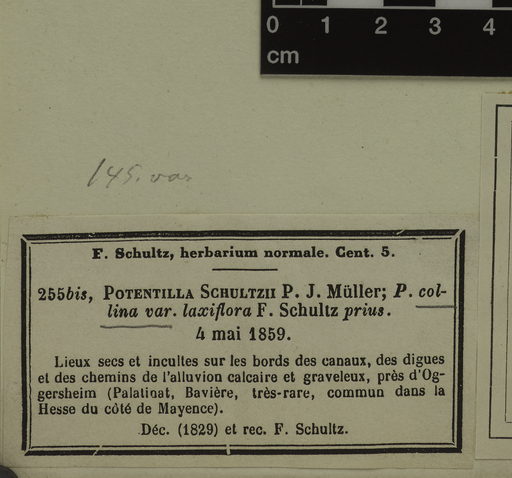 0 1 2 3 4
cm
145. var
F. Schultz, herbarium normale. Cent. 5.
255bis, POTENTILLA SCHULTZII P. J. Müller; P. col-
lina var. laxiflora F. Schultz prius.
4 mai 1859.
Lieux secs et incultes sur les bords des canaux, des digues
et des chemins de l'alluvion calcaire et graveleux, près d'Og-
gersheim (Palatinat, Bavière, très-rare, commun dans la
Hesse du côté de Mayence).
Déc. (1829) et rec. F. Schultz.